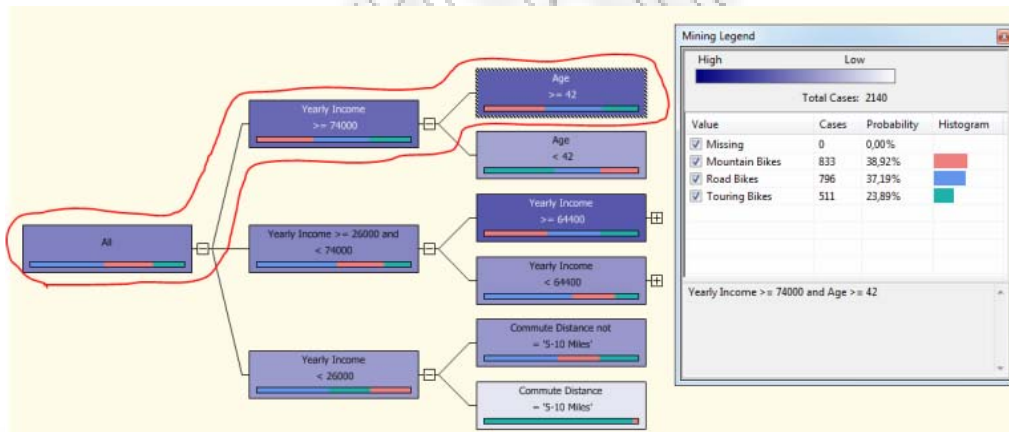 All
Yearly Income
>= 74000
Age
>= 42
Age
< 42
Yearly Income >= 26000 and
< 74000
Yearly Income
>= 64400
Yearly Income
< 64400
Yearly Income
< 26000
Commute Distance not
= '5-10 Miles'
Commute Distance
= '5-10 Miles'
Mining Legend
High Low
Total Cases: 2140
Value Cases Probability Histogram
Missing 0 0,00%
Mountain Bikes 833 38,92%
Road Bikes 796 37,19%
Touring Bikes 511 23,89%
Yearly Income >= 74000 and Age >= 42